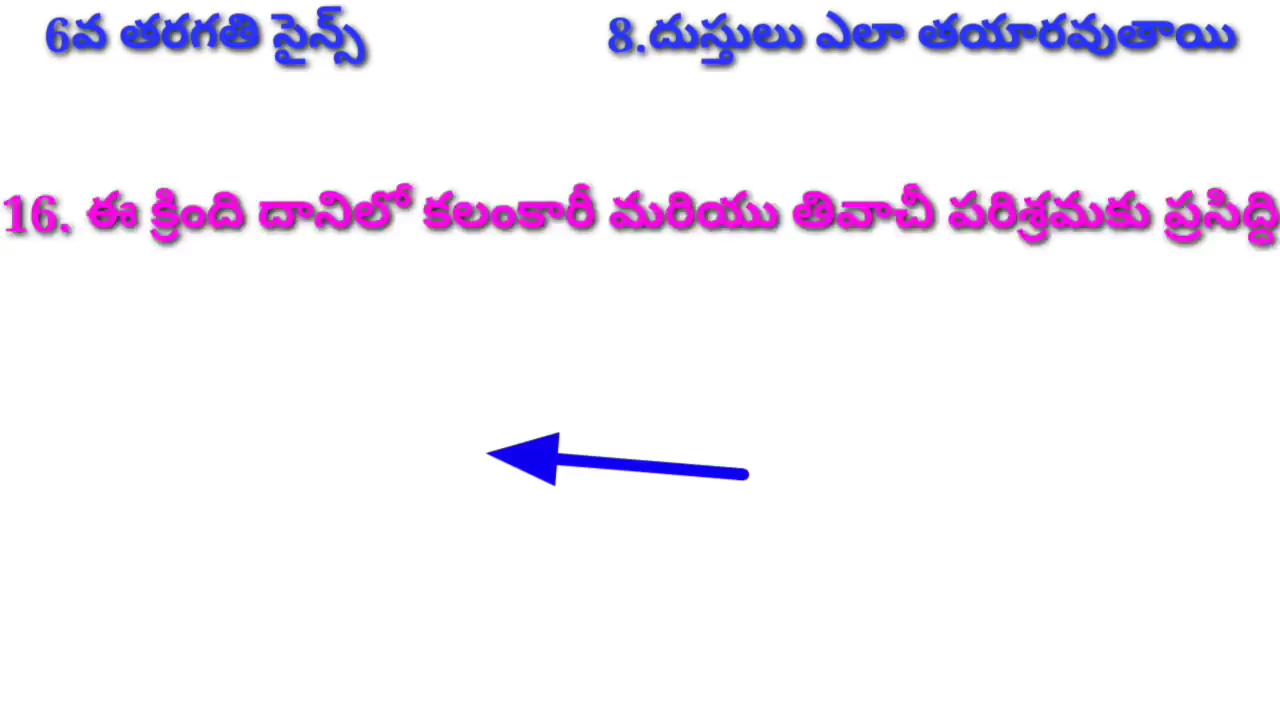 6వ తరగతి సైన్స్ 8.దుస్తులు ఎలా తయారవుతాయి
16. ఈ క్రింది దానిలో కలంకారీ మరియు తివాచీ పరిశ్రమకు ప్రసిద్ది